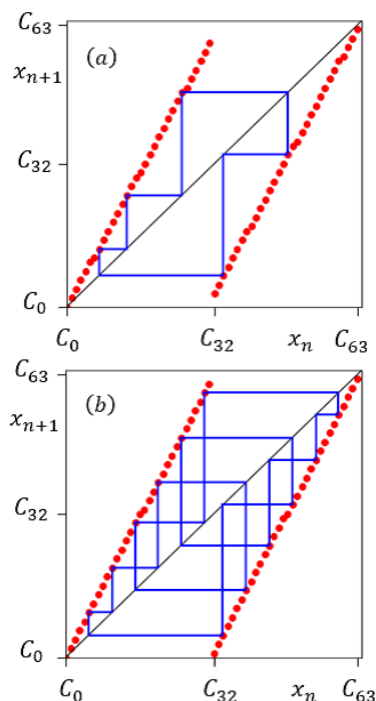 C₆₃
(a)
xₙ₊₁
C₃₂
C₀
C₀ C₃₂ xₙ C₆₃
C₆₃
(b)
xₙ₊₁
C₃₂
C₀
C₀ C₃₂ xₙ C₆₃